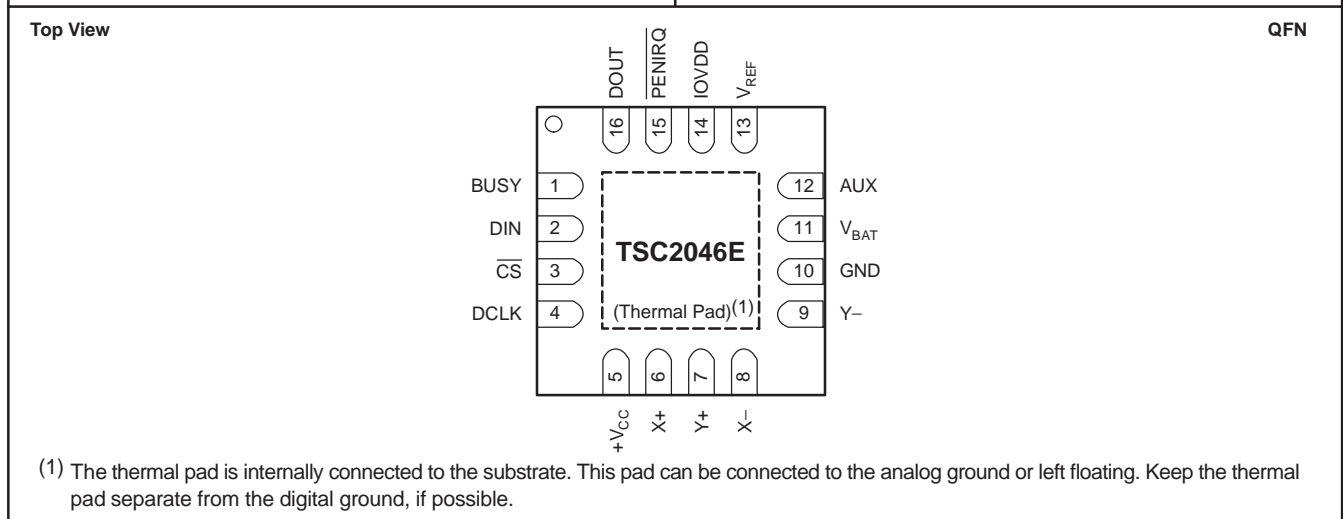 Top View
QFN
DOUT
PENIRQ
IOVDD
VREF
16
15
14
13
BUSY 1
12 AUX
DIN 2
11 VBAT
TSC2046E
CS 3
10 GND
DCLK 4
(Thermal Pad)(1)
9 Y−
5
6
7
8
+VCC
X+
Y+
X−
(1) The thermal pad is internally connected to the substrate. This pad can be connected to the analog ground or left floating. Keep the thermal
pad separate from the digital ground, if possible.